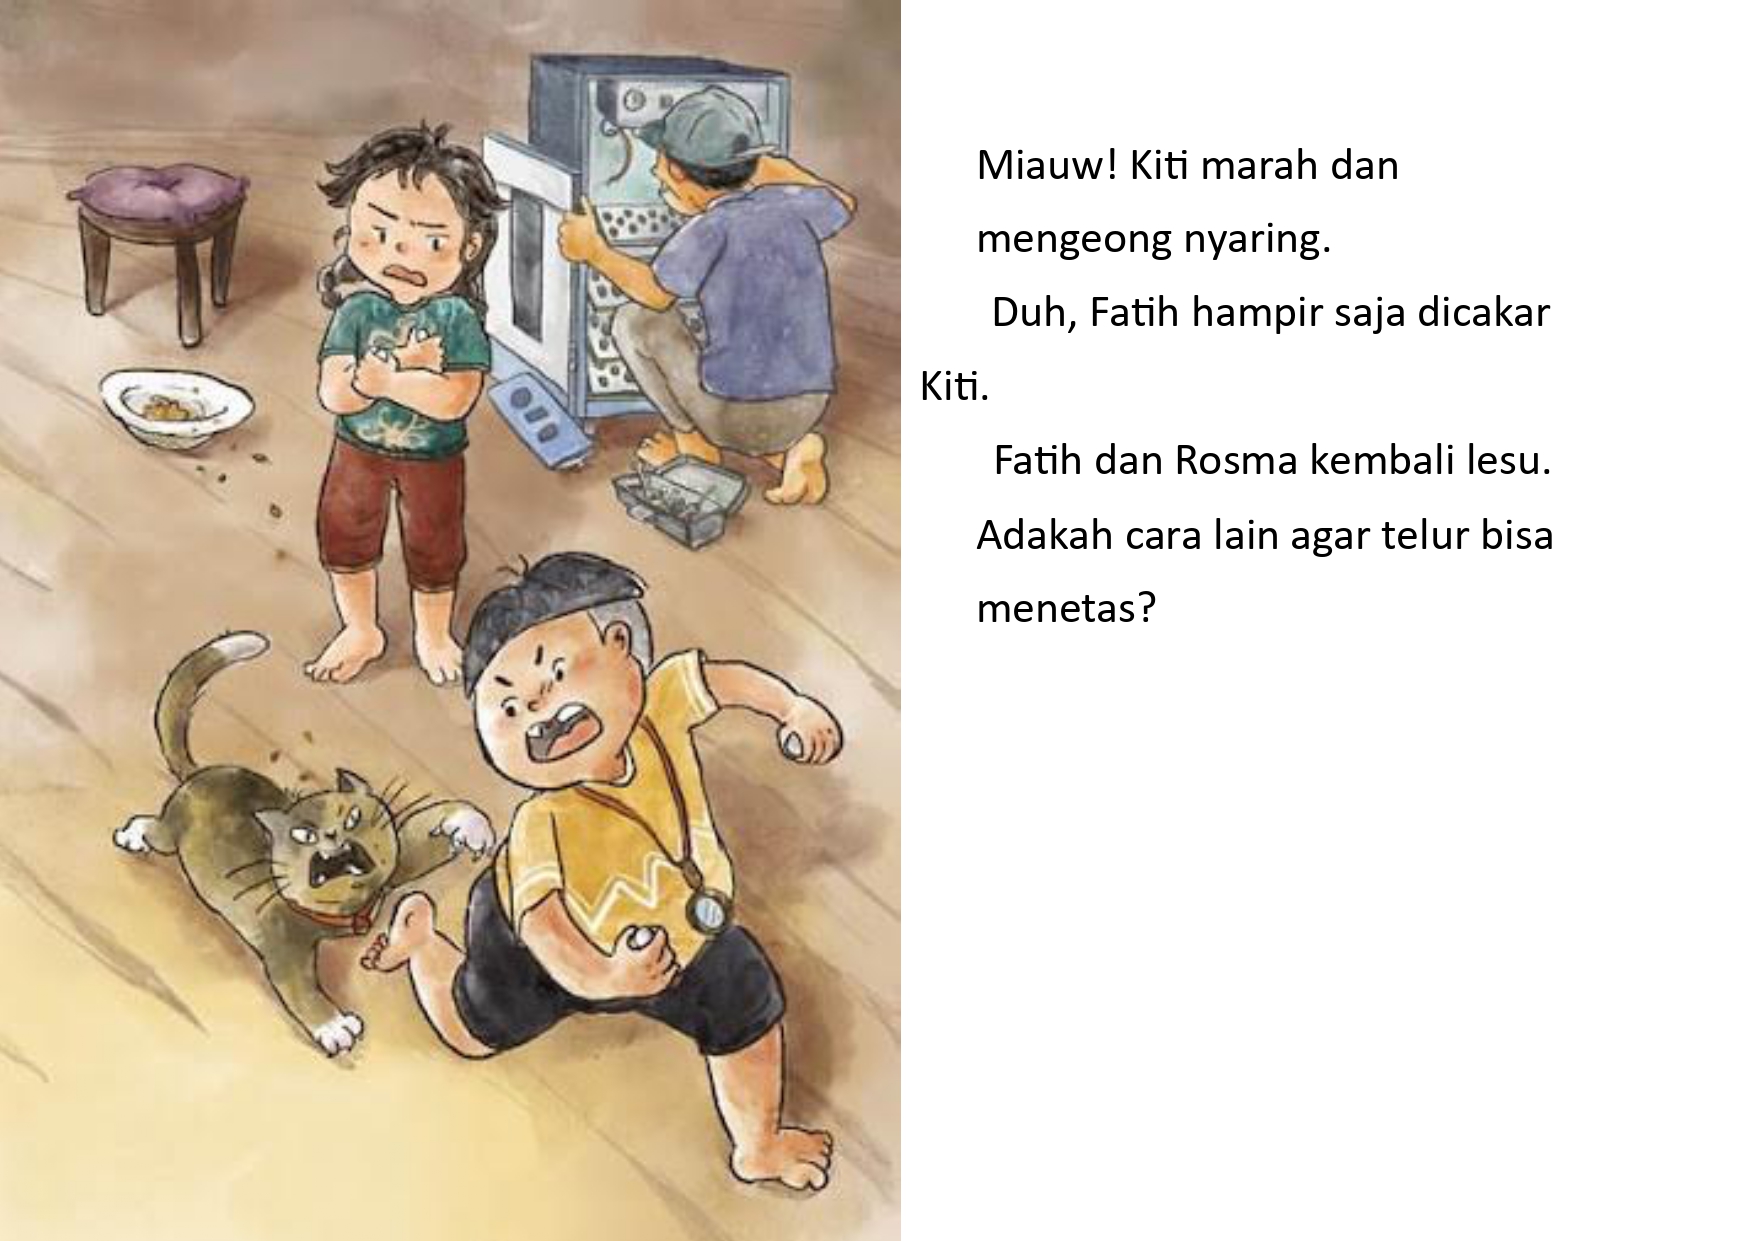 Miauw! Kiti marah dan
mengeong nyaring.
Duh, Fatih hampir saja dicakar
Kiti.
Fatih dan Rosma kembali lesu.
Adakah cara lain agar telur bisa
menetas?